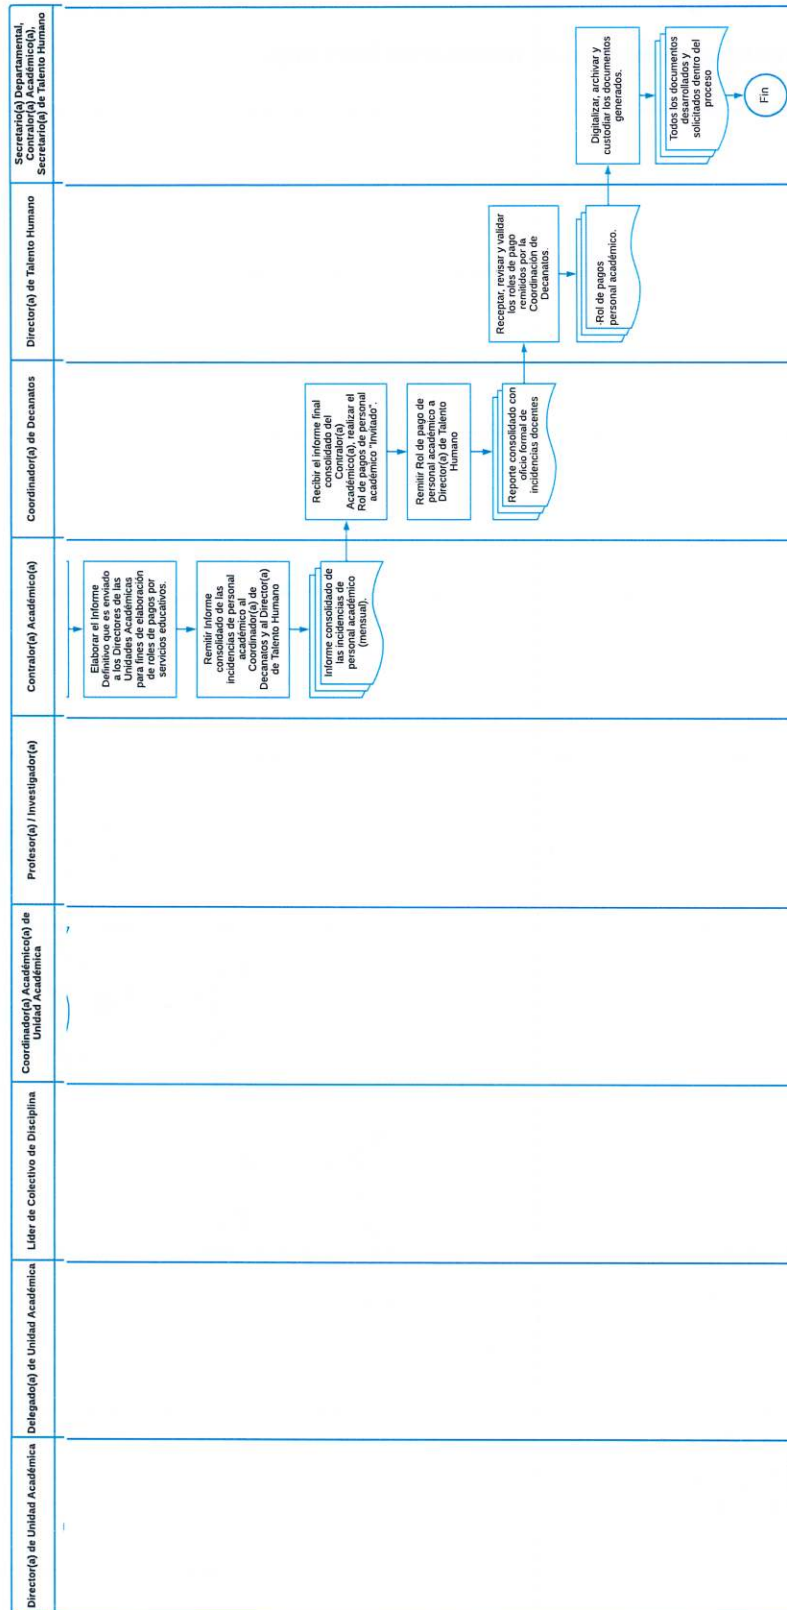 Director(a) de Unidad Académica
Delegado(a) de Unidad Académica
Líder de Colectivo de Disciplina
Coordinador(a) Académico(a) de
Unidad Académica
Profesor(a) / Investigador(a)
Contralor(a) Académico(a)
Coordinador(a) de Decanatos
Director(a) de Talento Humano
Secretario(a) Departamental,
Contralor(a) Académico(a),
Secretario(a) de Talento Humano
Elaborar el Informe
Definitivo que es enviado
a los Directores de las
Unidades Académicas
para fines de elaboración
de roles de pagos por
servicios educativos.
Remitir Informe
consolidado de las
incidencias de personal
académico al
Coordinador(a) de
Decanatos y al Director(a)
de Talento Humano
Informe consolidado de
las incidencias de
personal académico
(mensual).
Recibir el informe final
consolidado del
Contralor(a)
Académico(a), realizar el
Rol de pagos de personal
académico "Invitado".
Remitir Rol de pago de
personal académico a
Director(a) de Talento
Humano
Reporte consolidado con
oficio formal de
incidencias docentes
Receptar, revisar y validar
los roles de pago
remitidos por la
Coordinación de
Decanatos.
·Rol de pagos
personal académico.
Digitalizar, archivar y
custodiar los documentos
generados.
Todos los documentos
desarrollados y
solicitados dentro del
proceso
Fin